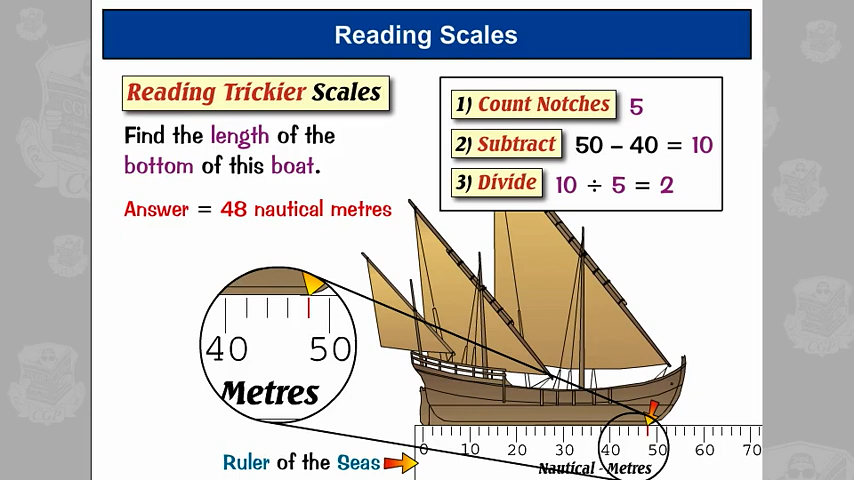 Reading Scales
Reading Trickier Scales
Find the length of the
bottom of this boat.
Answer = 48 nautical metres
1) Count Notches 5
2) Subtract 50 – 40 = 10
3) Divide 10 ÷ 5 = 2
40 50
Metres
0 10 20 30 40 50 60 70
Nautical - Metres
Ruler of the Seas